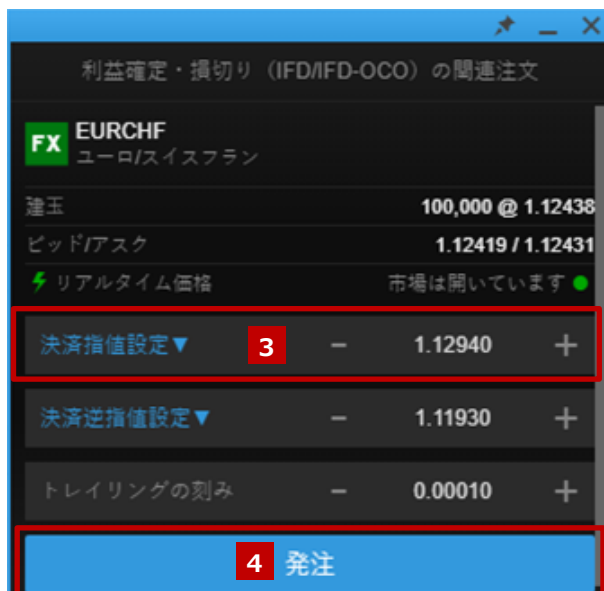 利益確定・損切り（IFD/IFD-OCO）の関連注文
FX EURCHF
ユーロ/スイスフラン
建玉 100,000 @ 1.12438
ビッド/アスク 1.12419 / 1.12431
リアルタイム価格 市場は開いています
決済指値設定▼ 3 − 1.12940 +
決済逆指値設定▼ − 1.11930 +
トレイリングの刻み − 0.00010 +
4 発注